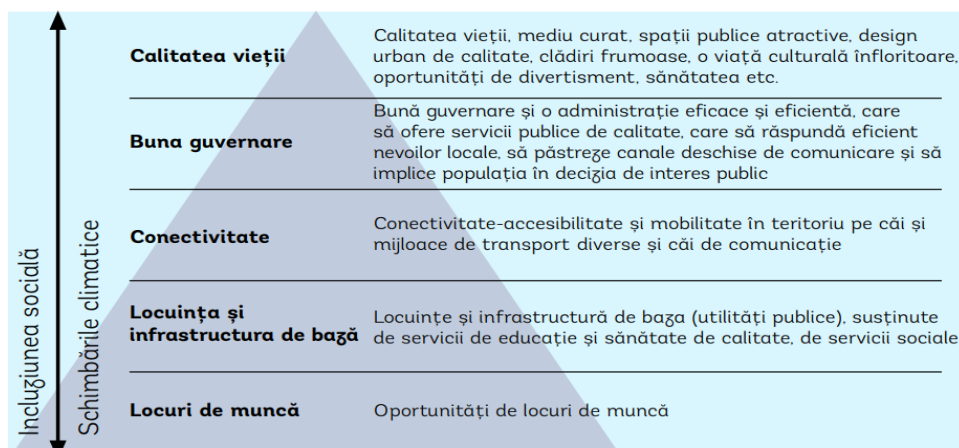 Incluziunea socială
Schimbările climatice
Calitatea vieții
Calitatea vieții, mediu curat, spații publice atractive, design
urban de calitate, clădiri frumoase, o viață culturală înfloritoare,
oportunități de divertisment, sănătatea etc.
Buna guvernare
Bună guvernare și o administrație eficace și eficientă, care
să ofere servicii publice de calitate, care să răspundă eficient
nevoilor locale, să păstreze canale deschise de comunicare și să
implice populația în decizia de interes public
Conectivitate
Conectivitate-accesibilitate și mobilitate în teritoriu pe căi și
mijloace de transport diverse și căi de comunicație
Locuința și
infrastructura de bază
Locuințe și infrastructură de baza (utilități publice), susținute
de servicii de educație și sănătate de calitate, de servicii sociale
Locuri de muncă
Oportunități de locuri de muncă